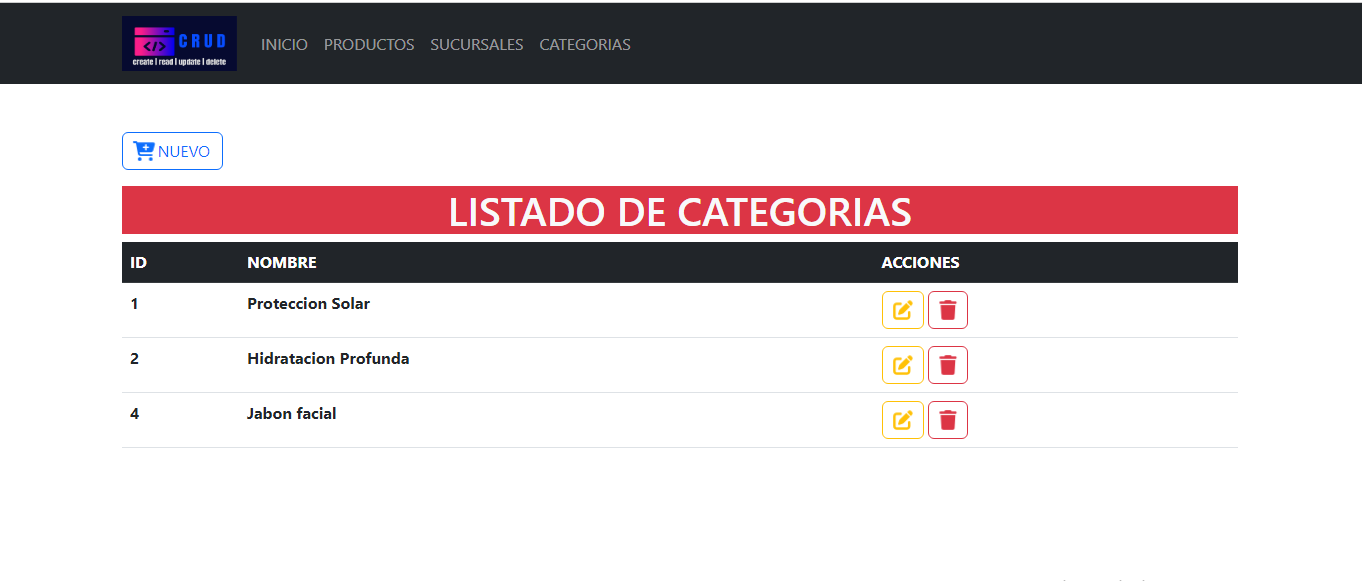 CRUD
create | read | update | delete
INICIO PRODUCTOS SUCURSALES CATEGORIAS
NUEVO
LISTADO DE CATEGORIAS
ID NOMBRE ACCIONES
1 Proteccion Solar
2 Hidratacion Profunda
4 Jabon facial